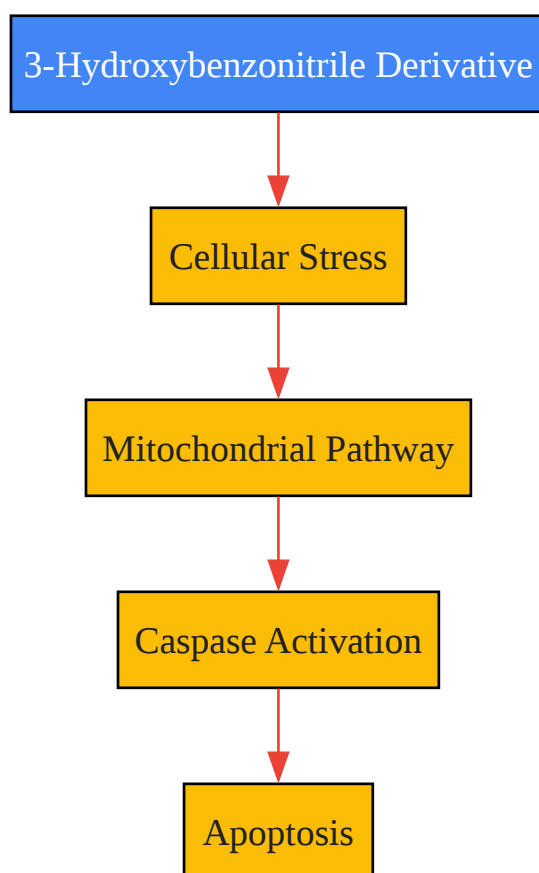 3-Hydroxybenzonitrile Derivative
Cellular Stress
Mitochondrial Pathway
Caspase Activation
Apoptosis